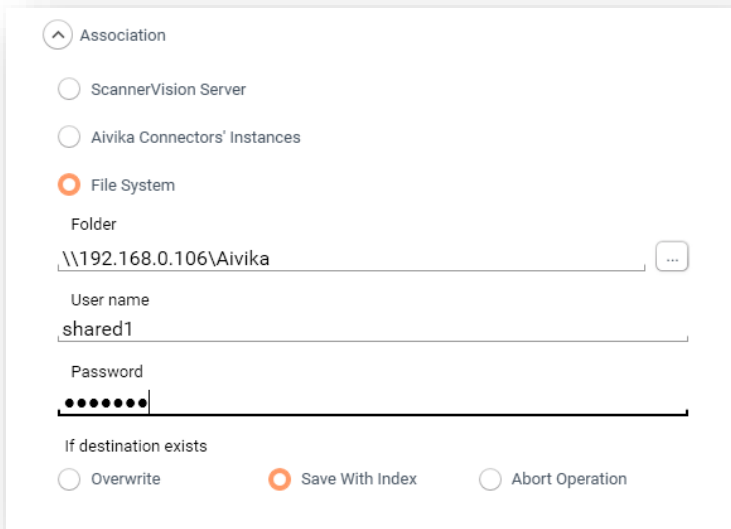 Association
ScannerVision Server
Aivika Connectors' Instances
File System
Folder
\\192.168.0.106\Aivika
...
User name
shared1
Password
●●●●●●●
If destination exists
Overwrite Save With Index Abort Operation